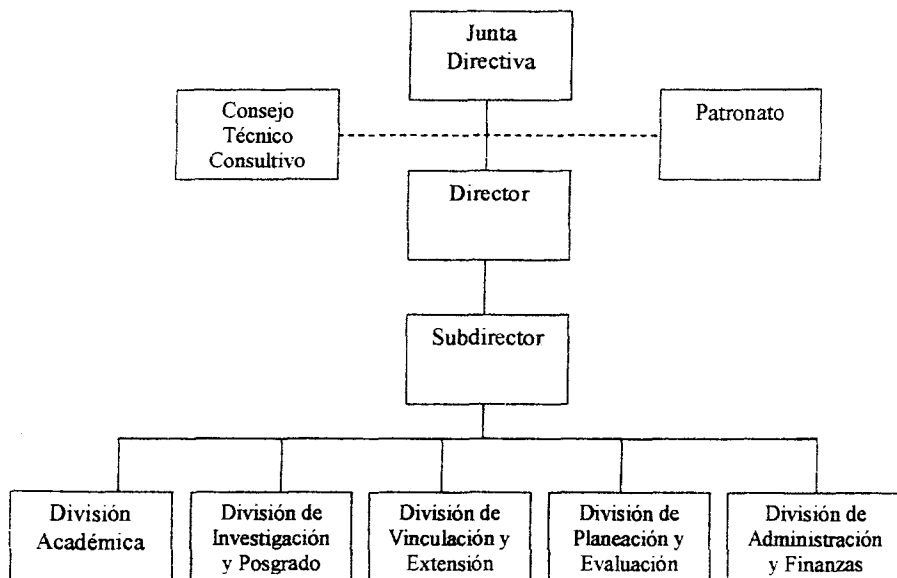 Junta
Directiva
Consejo
Técnico
Consultivo
Patronato
Director
Subdirector
División
Académica
División de
Investigación
y Posgrado
División de
Vinculación y
Extensión
División de
Planeación y
Evaluación
División de
Administración
y Finanzas